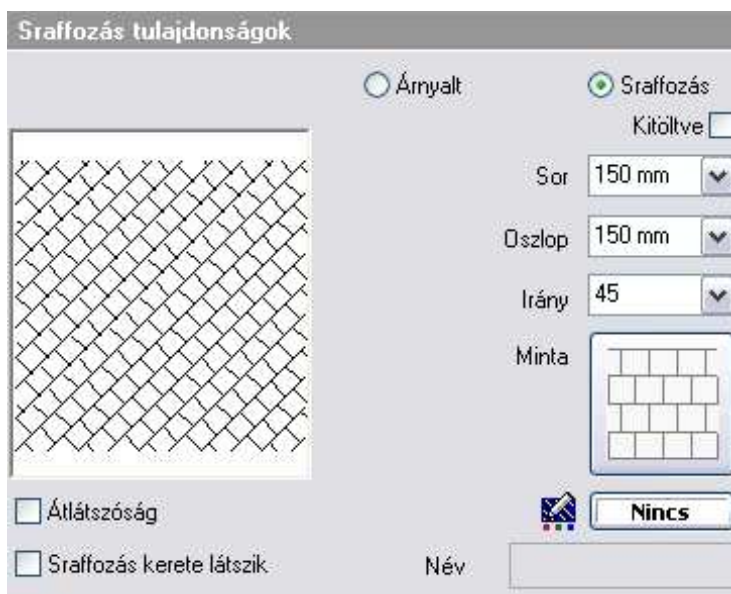 Sraffozás tulajdonságok
Árnyalt
Sraffozás
Kitöltve
Sor
150 mm
Oszlop
150 mm
Irány
45
Minta
Átlátszóság
Nincs
Sraffozás kerete látszik
Név